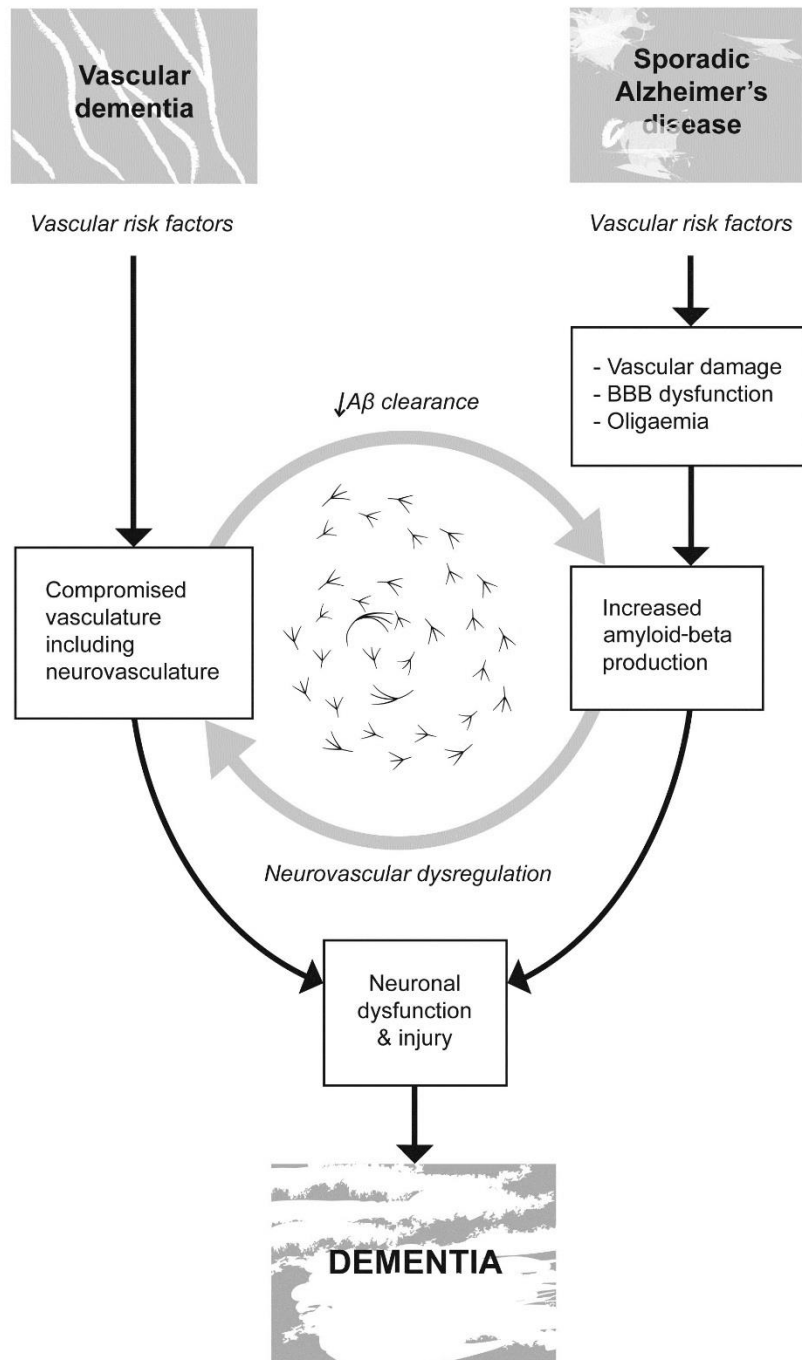 Vascular
dementia
Sporadic
Alzheimer's
disease
Vascular risk factors
Vascular risk factors
- Vascular damage
- BBB dysfunction
- Oligaemia
↓Aβ clearance
Compromised
vasculature
including
neurovasculature
Increased
amyloid-beta
production
Neurovascular dysregulation
Neuronal
dysfunction
& injury
DEMENTIA